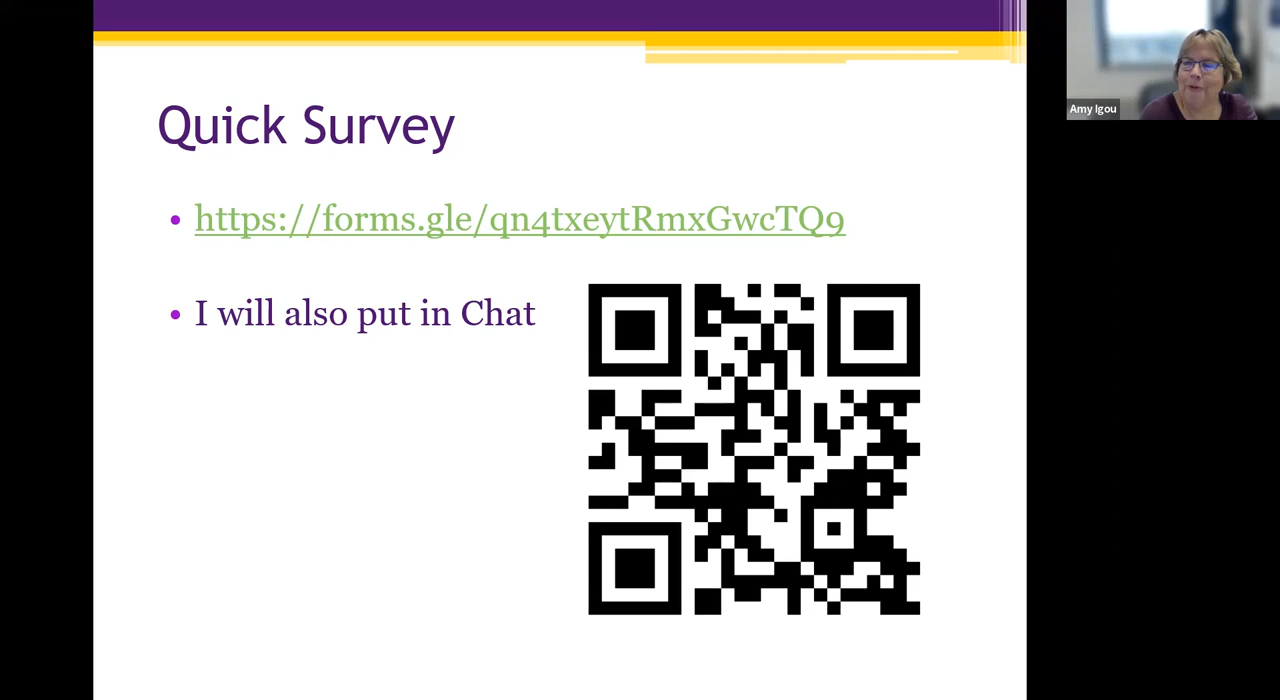 Quick Survey
• https://forms.gle/qn4txeytRmxGwcTQ9
• I will also put in Chat
Amy Igou